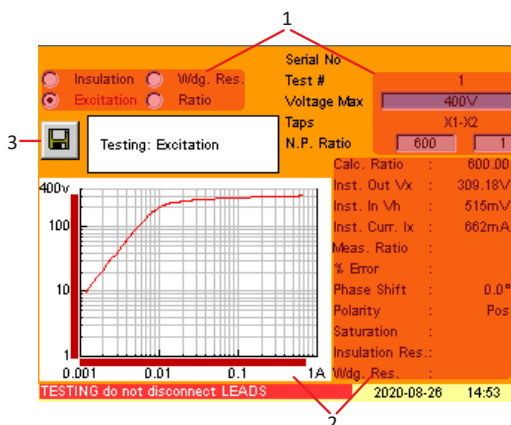 1
Serial No
Insulation Wdg. Res. Test # 1
Excitation Ratio Voltage Max 400V
Taps X1-X2
3 Testing: Excitation N.P. Ratio 600 1
Calc. Ratio : 600.00
400v Inst. Out Vx : 309.18V
Inst. In Vh : 515mV
100 Inst. Curr. Ix : 662mA
Meas. Ratio :
% Error :
10 Phase Shift : 0.0°
Polarity : Pos
Saturation :
1 Insulation Res.:
0.001 0.01 0.1 1A Wdg. Res. :
TESTING do not disconnect LEADS 2020-08-26 14:53
2